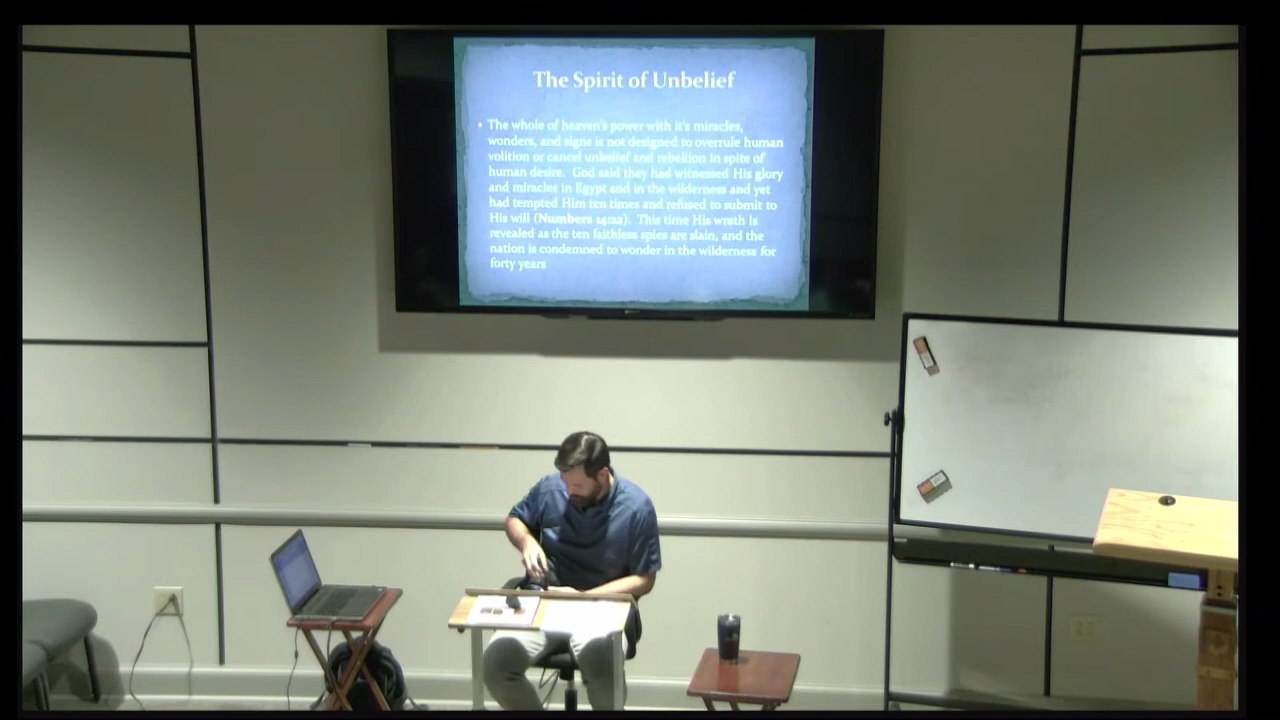 The Spirit of Unbelief
• The whole of heaven's power with it's miracles,
wonders, and signs is not designed to overrule human
volition or cancel unbelief and rebellion in spite of
human desire. God said they had witnessed His glory
and miracles in Egypt and in the wilderness and yet
had tempted Him ten times and refused to submit to
His will (Numbers 14:22). This time His wrath is
revealed as the ten faithless spies are slain, and the
nation is condemned to wonder in the wilderness for
forty years